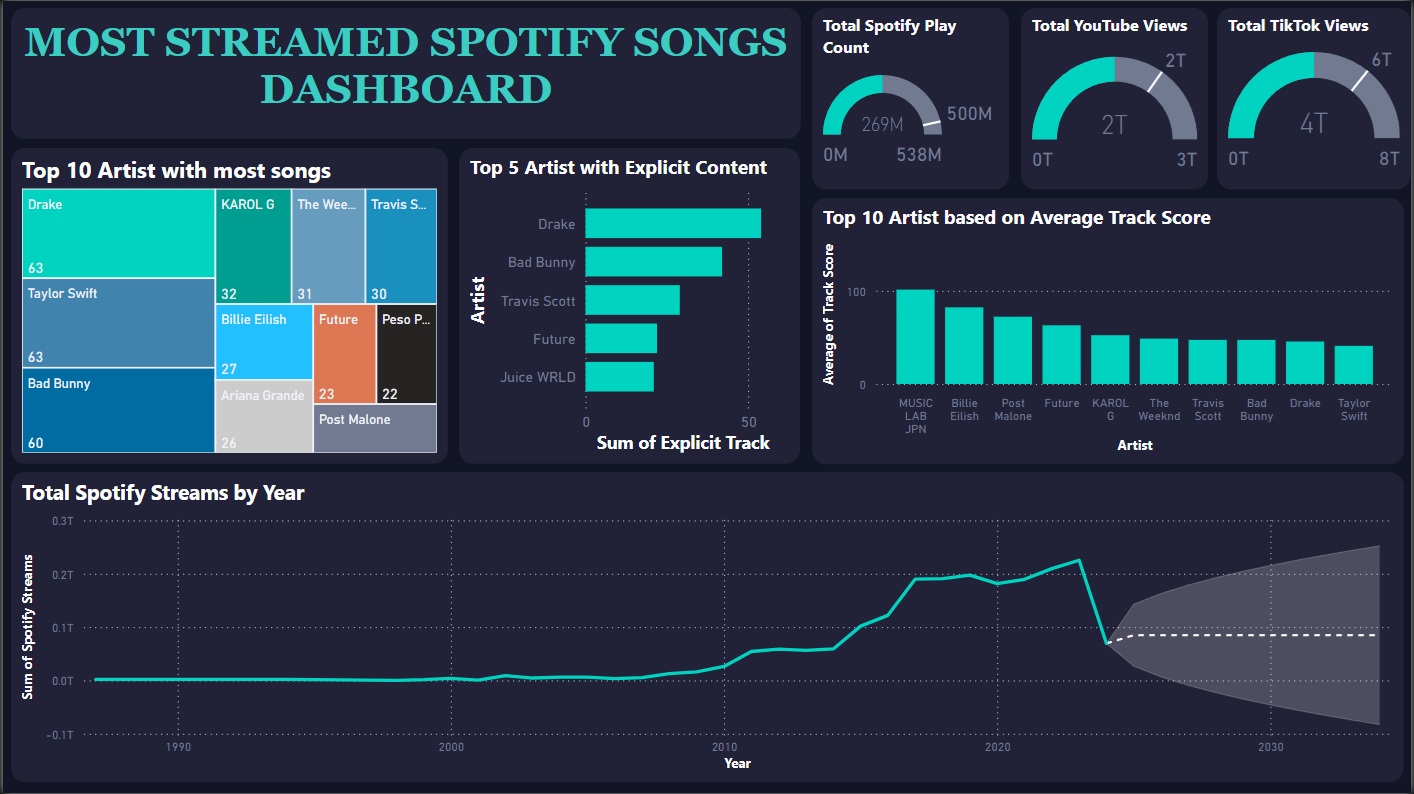 MOST STREAMED SPOTIFY SONGS
DASHBOARD
Total Spotify Play
Count
269M
500M
0M
538M
Total YouTube Views
2T
2T
0T
3T
Total TikTok Views
6T
4T
0T
8T
Top 10 Artist with most songs
Drake
63
Taylor Swift
63
Bad Bunny
60
KAROL G
32
The Wee...
31
Travis S...
30
Billie Eilish
27
Ariana Grande
26
Future
23
Peso P...
22
Post Malone
Top 5 Artist with Explicit Content
Artist
Drake
Bad Bunny
Travis Scott
Future
Juice WRLD
0
50
Sum of Explicit Track
Top 10 Artist based on Average Track Score
Average of Track Score
100
0
MUSIC
LAB
JPN
Billie
Eilish
Post
Malone
Future
KAROL
G
The
Weeknd
Travis
Scott
Bad
Bunny
Drake
Taylor
Swift
Artist
Total Spotify Streams by Year
Sum of Spotify Streams
0.3T
0.2T
0.1T
0.0T
-0.1T
1990
2000
2010
2020
2030
Year